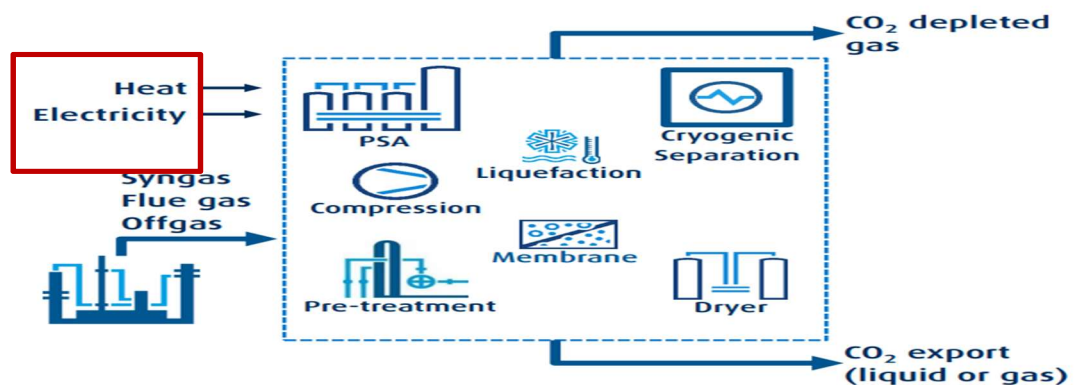 CO₂ depleted
gas
Heat
Electricity
PSA
Cryogenic
Separation
Liquefaction
Syngas
Flue gas
Offgas
Compression
Membrane
Pre-treatment
Dryer
CO₂ export
(liquid or gas)